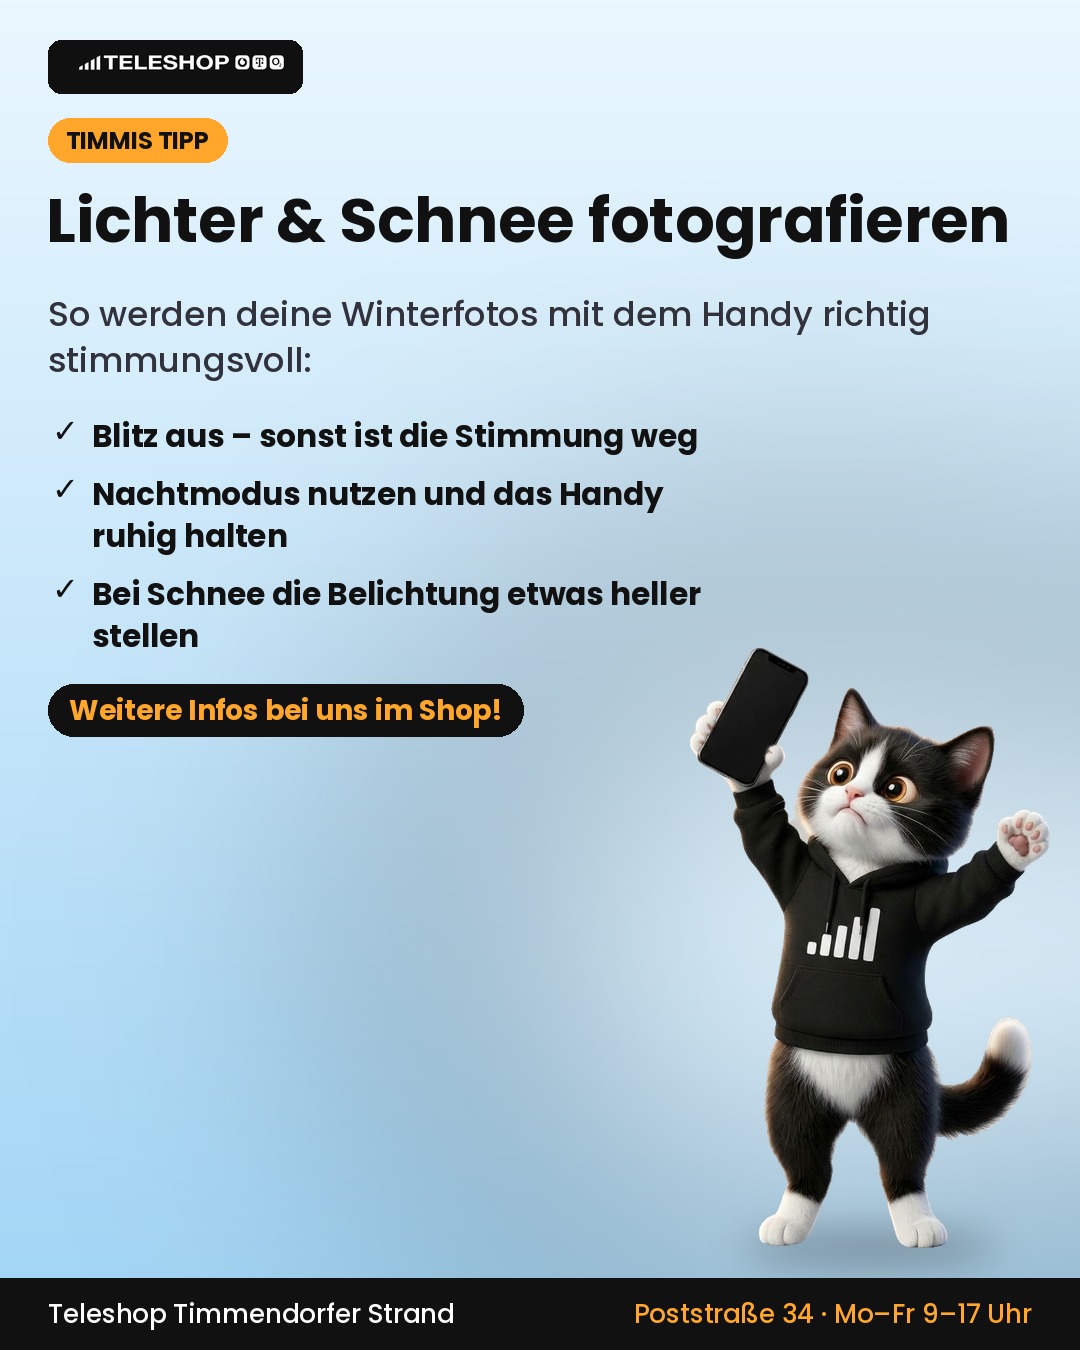 TELESHOP
TIMMIS TIPP
Lichter & Schnee fotografieren
So werden deine Winterfotos mit dem Handy richtig
stimmungsvoll:
✓ Blitz aus – sonst ist die Stimmung weg
✓ Nachtmodus nutzen und das Handy
ruhig halten
✓ Bei Schnee die Belichtung etwas heller
stellen
Weitere Infos bei uns im Shop!
Teleshop Timmendorfer Strand
Poststraße 34 · Mo–Fr 9–17 Uhr